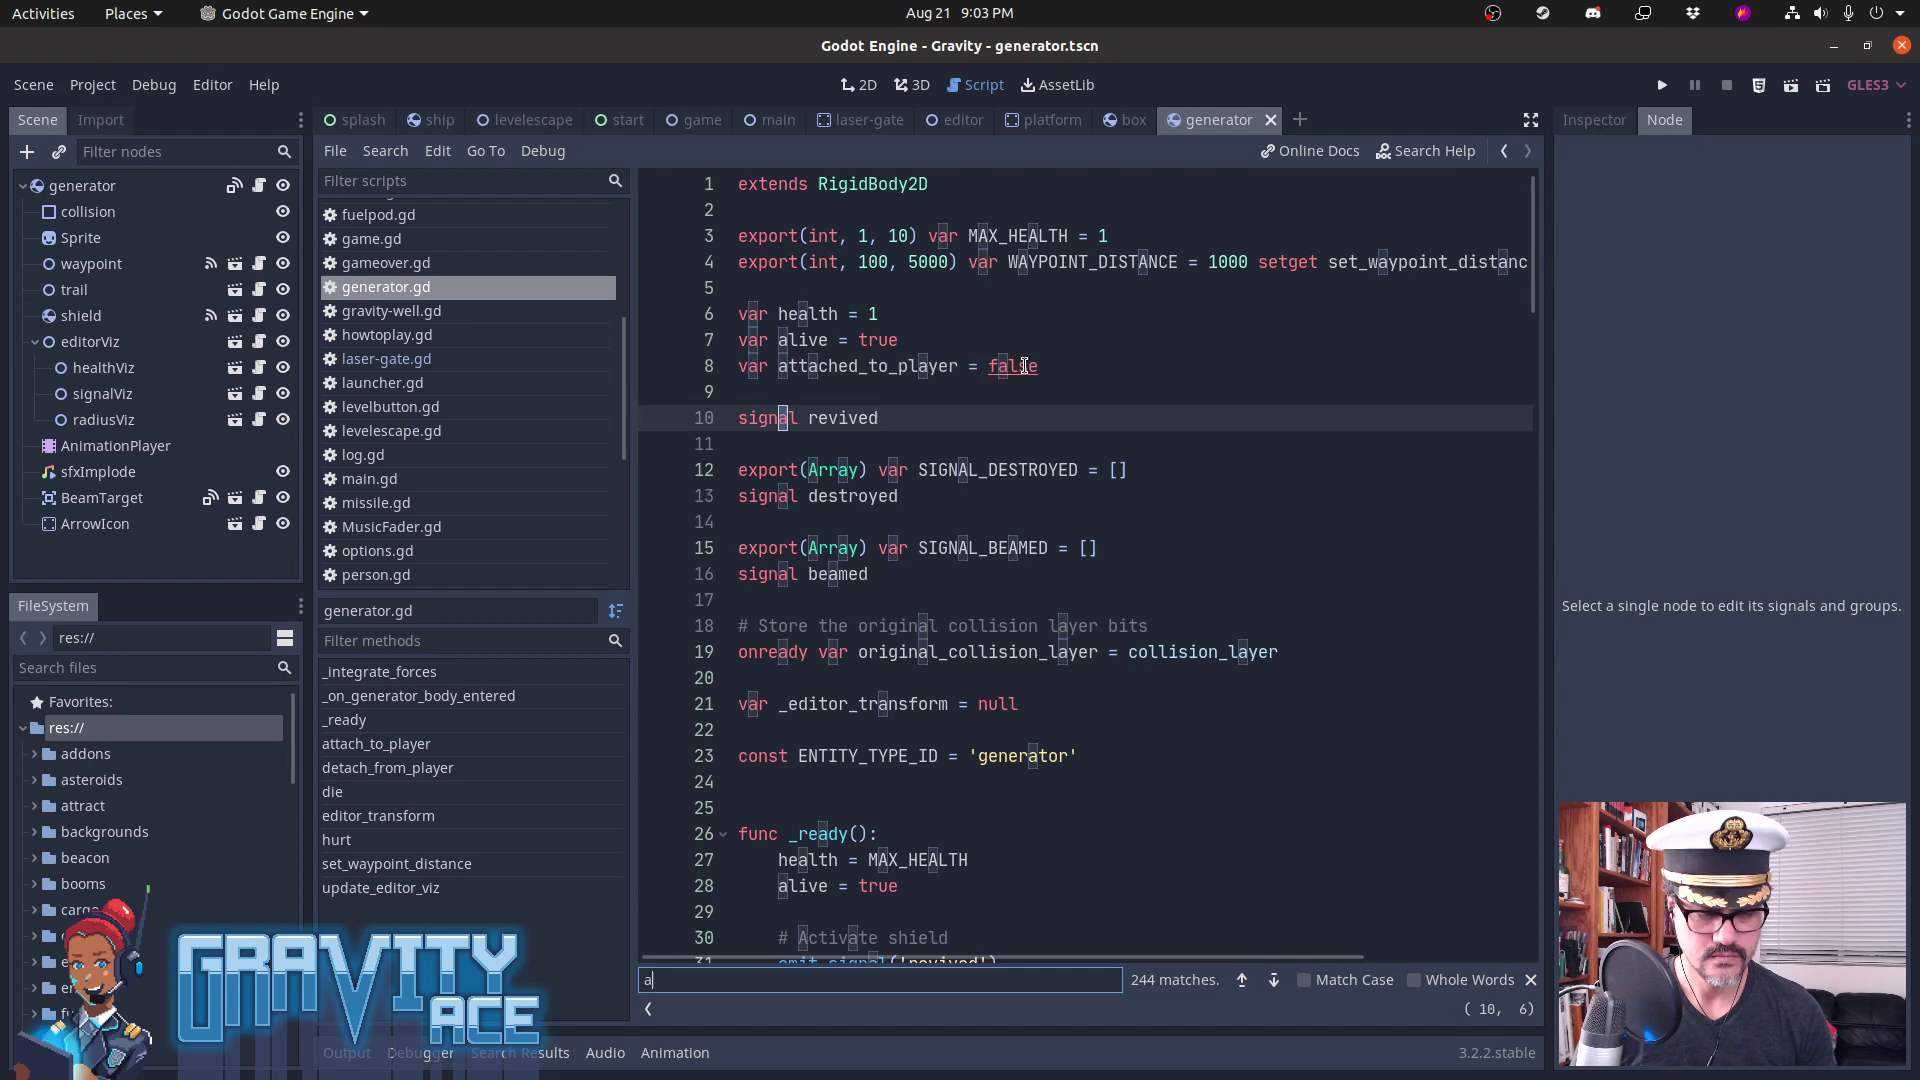 Activities Places Godot Game Engine Aug 21 9:03 PM
Godot Engine - Gravity - generator.tscn
Scene Project Debug Editor Help 2D 3D Script AssetLib GLES3
Scene Import splash ship levelescape start game main laser-gate editor platform box generator Inspector Node
Filter nodes File Search Edit Go To Debug Online Docs Search Help
generator
collision
Sprite
waypoint
trail
shield
editorViz
healthViz
signalViz
radiusViz
AnimationPlayer
sfxImplode
BeamTarget
ArrowIcon
FileSystem
res://
Search files
Favorites:
res://
addons
asteroids
attract
backgrounds
beacon
booms
Filter scripts
fuelpod.gd
game.gd
gameover.gd
generator.gd
gravity-well.gd
howtoplay.gd
laser-gate.gd
launcher.gd
levelbutton.gd
levelescape.gd
log.gd
main.gd
missile.gd
MusicFader.gd
options.gd
person.gd
generator.gd
Filter methods
_integrate_forces
_on_generator_body_entered
_ready
attach_to_player
detach_from_player
die
editor_transform
hurt
set_waypoint_distance
update_editor_viz
1 extends RigidBody2D
2
3 export(int, 1, 10) var MAX_HEALTH = 1
4 export(int, 100, 5000) var WAYPOINT_DISTANCE = 1000 setget set_waypoint_distanc
5
6 var health = 1
7 var alive = true
8 var attached_to_player = false
9
10 signal revived
11
12 export(Array) var SIGNAL_DESTROYED = []
13 signal destroyed
14
15 export(Array) var SIGNAL_BEAMED = []
16 signal beamed
17
18 # Store the original collision layer bits
19 onready var original_collision_layer = collision_layer
20
21 var _editor_transform = null
22
23 const ENTITY_TYPE_ID = 'generator'
24
25
26 func _ready():
27 health = MAX_HEALTH
28 alive = true
29
30 # Activate shield
31 emit_signal('revived')
a 244 matches. Match Case Whole Words
( 10, 6)
Output Debugger Search Results Audio Animation 3.2.2.stable
Select a single node to edit its signals and groups.
GRAVITY
ACE